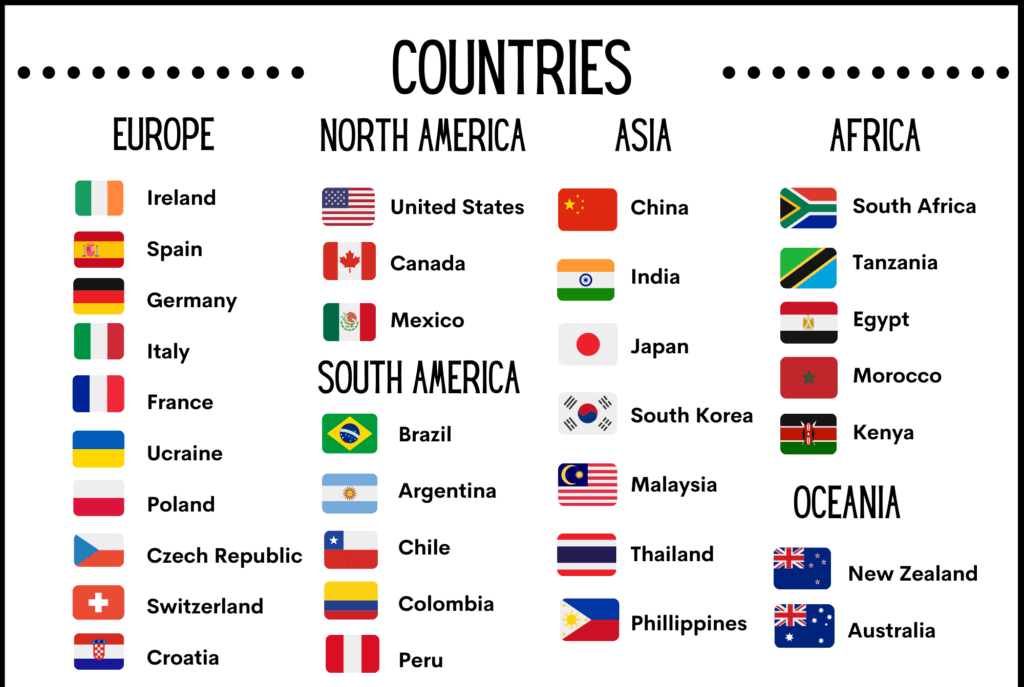 COUNTRIES
EUROPE
Ireland
Spain
Germany
Italy
France
Ucraine
Poland
Czech Republic
Switzerland
Croatia
NORTH AMERICA
United States
Canada
Mexico
SOUTH AMERICA
Brazil
Argentina
Chile
Colombia
Peru
ASIA
China
India
Japan
South Korea
Malaysia
Thailand
Phillippines
AFRICA
South Africa
Tanzania
Egypt
Morocco
Kenya
OCEANIA
New Zealand
Australia